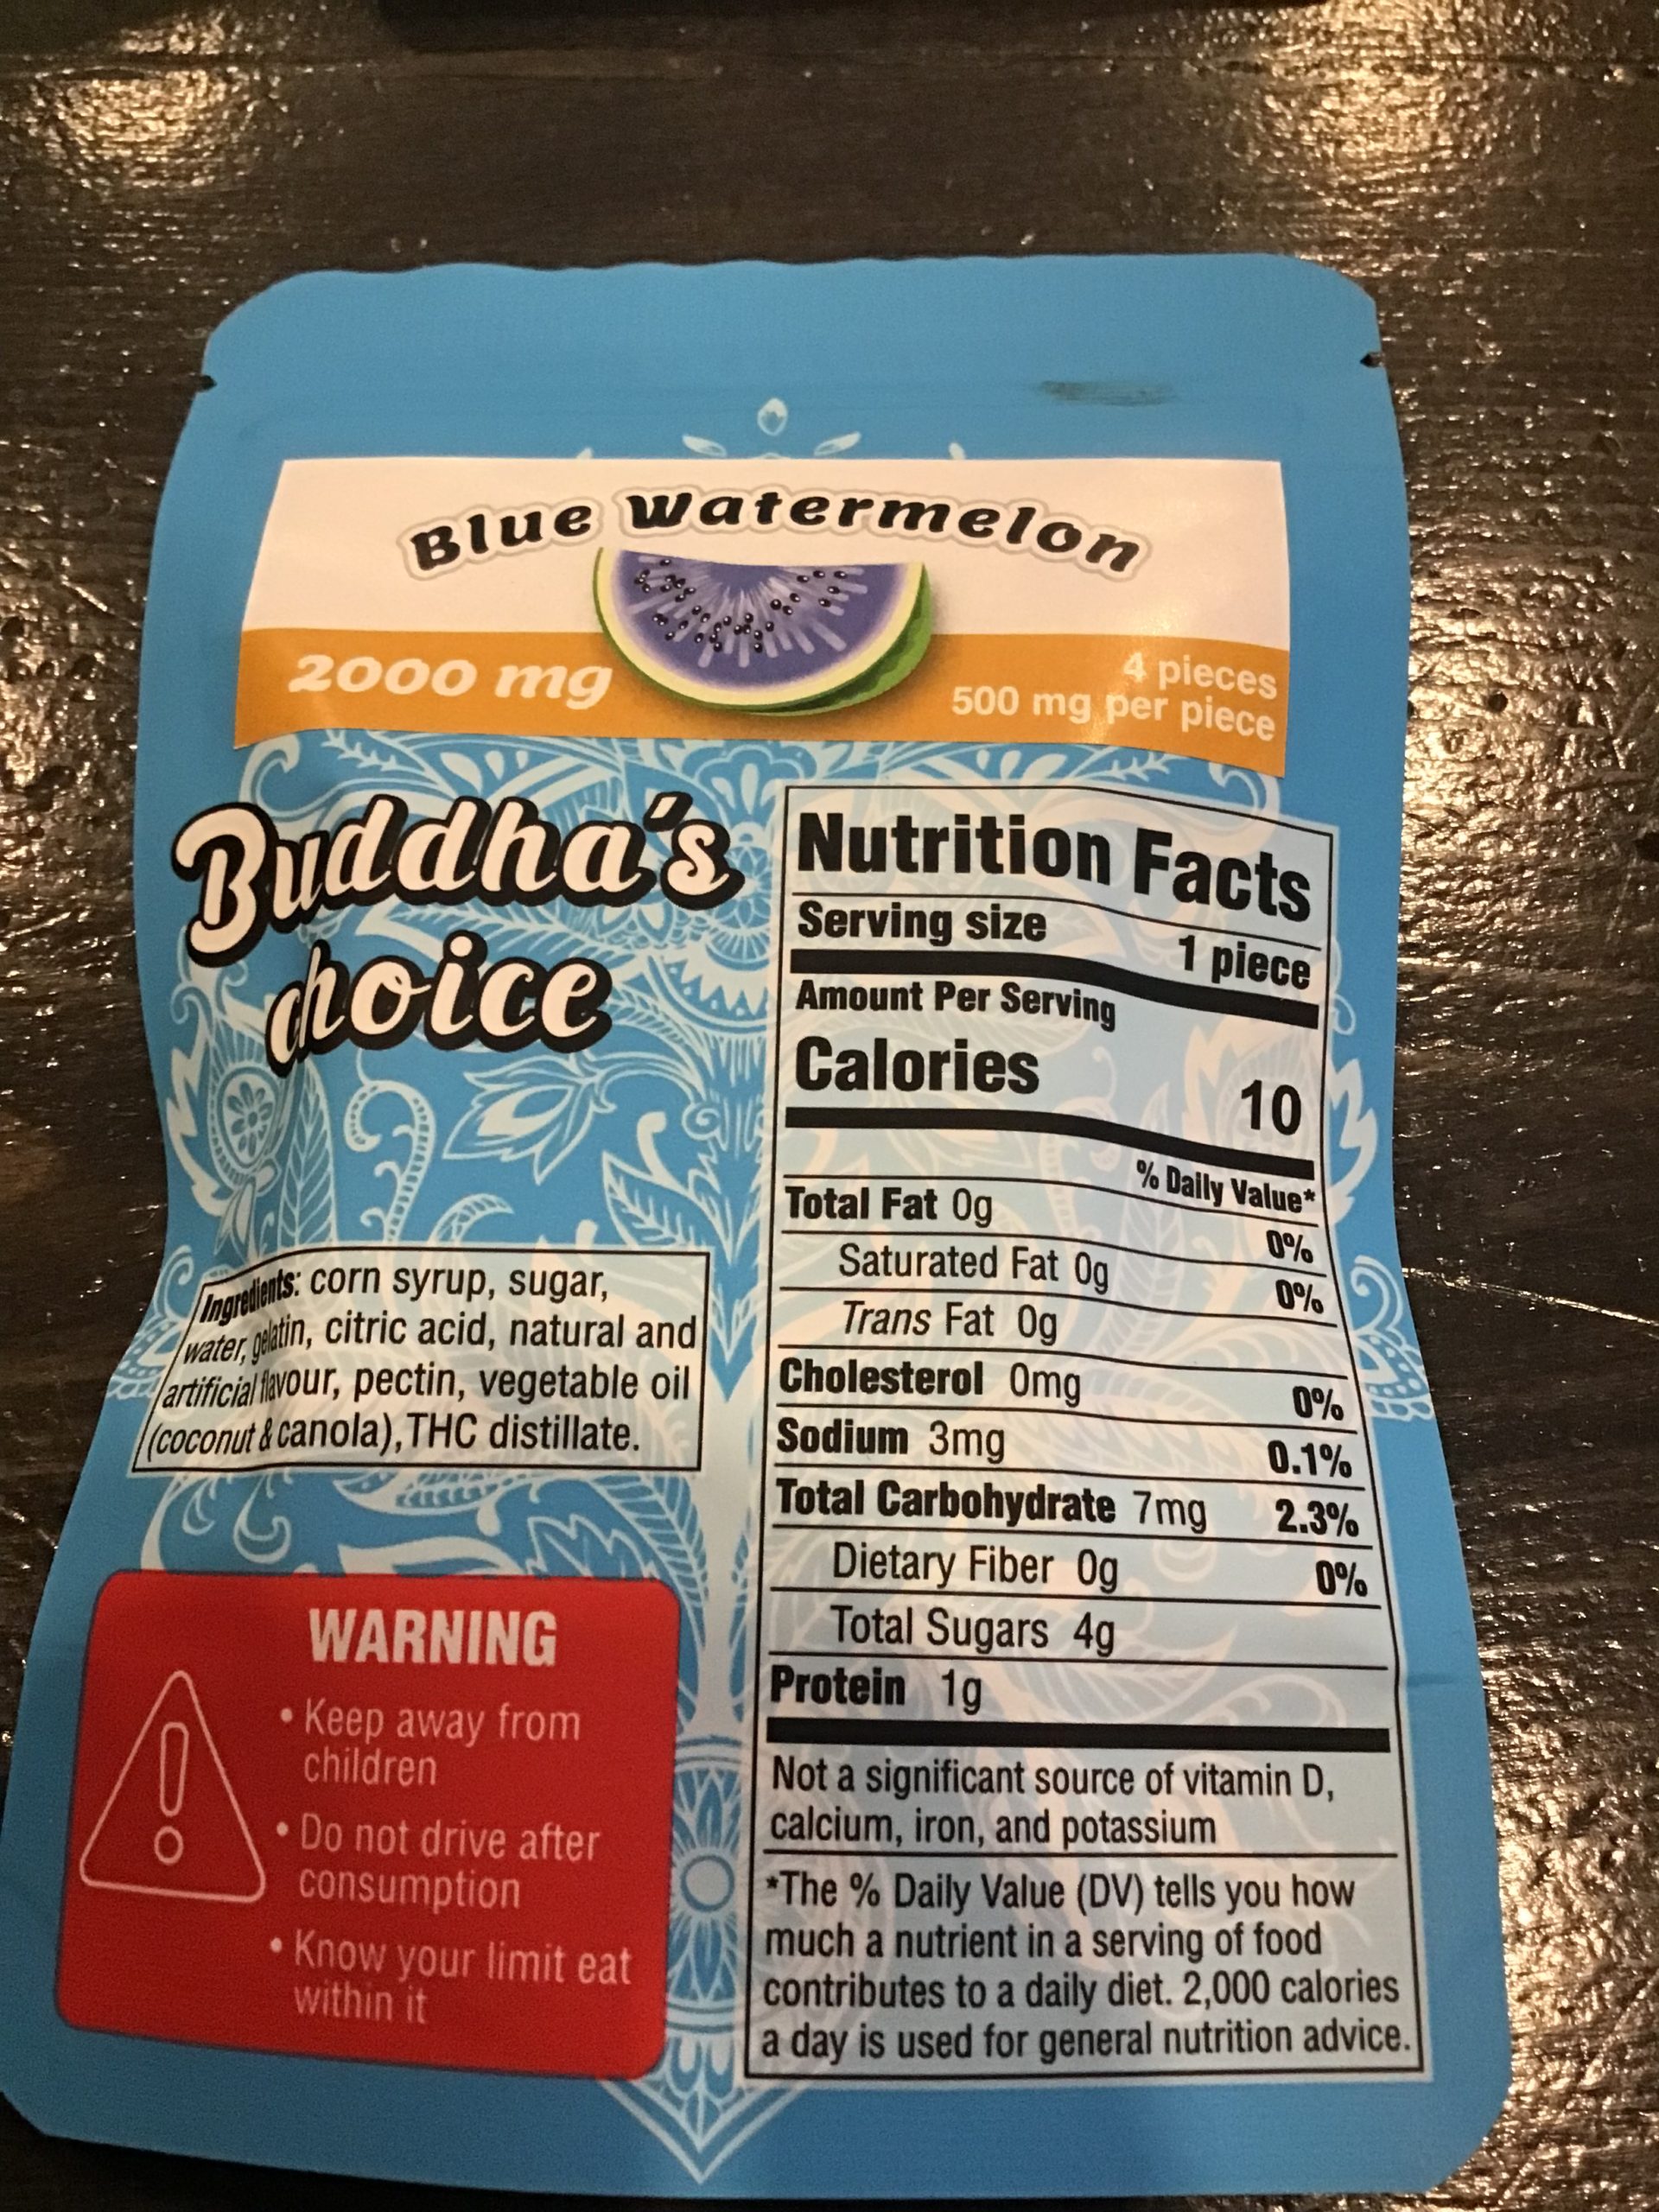 Blue Watermelon
2000 mg
4 pieces
500 mg per piece
Buddha's
choice
Ingredients: corn syrup, sugar,
water, gelatin, citric acid, natural and
artificial flavour, pectin, vegetable oil
(coconut & canola), THC distillate.
WARNING
• Keep away from
children
• Do not drive after
consumption
• Know your limit eat
within it
Nutrition Facts
Serving size 1 piece
Amount Per Serving
Calories 10
% Daily Value*
Total Fat 0g 0%
Saturated Fat 0g 0%
Trans Fat 0g
Cholesterol 0mg 0%
Sodium 3mg 0.1%
Total Carbohydrate 7mg 2.3%
Dietary Fiber 0g 0%
Total Sugars 4g
Protein 1g
Not a significant source of vitamin D,
calcium, iron, and potassium
*The % Daily Value (DV) tells you how
much a nutrient in a serving of food
contributes to a daily diet. 2,000 calories
a day is used for general nutrition advice.